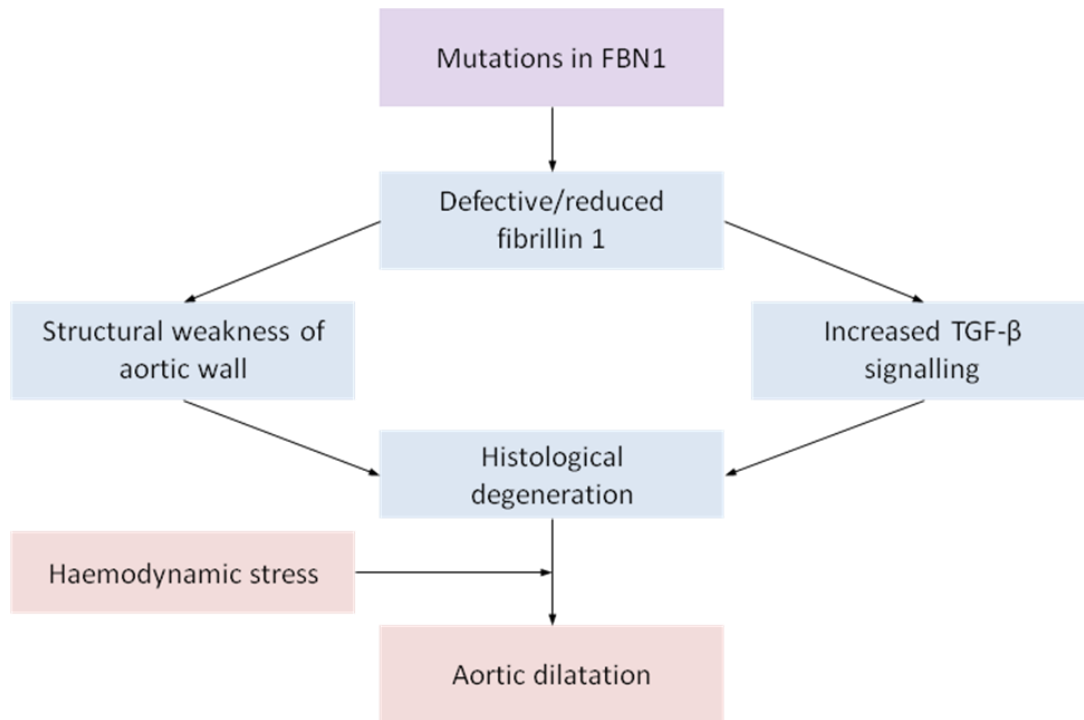 Mutations in FBN1
Defective/reduced
fibrillin 1
Structural weakness of
aortic wall
Increased TGF-β
signalling
Histological
degeneration
Haemodynamic stress
Aortic dilatation